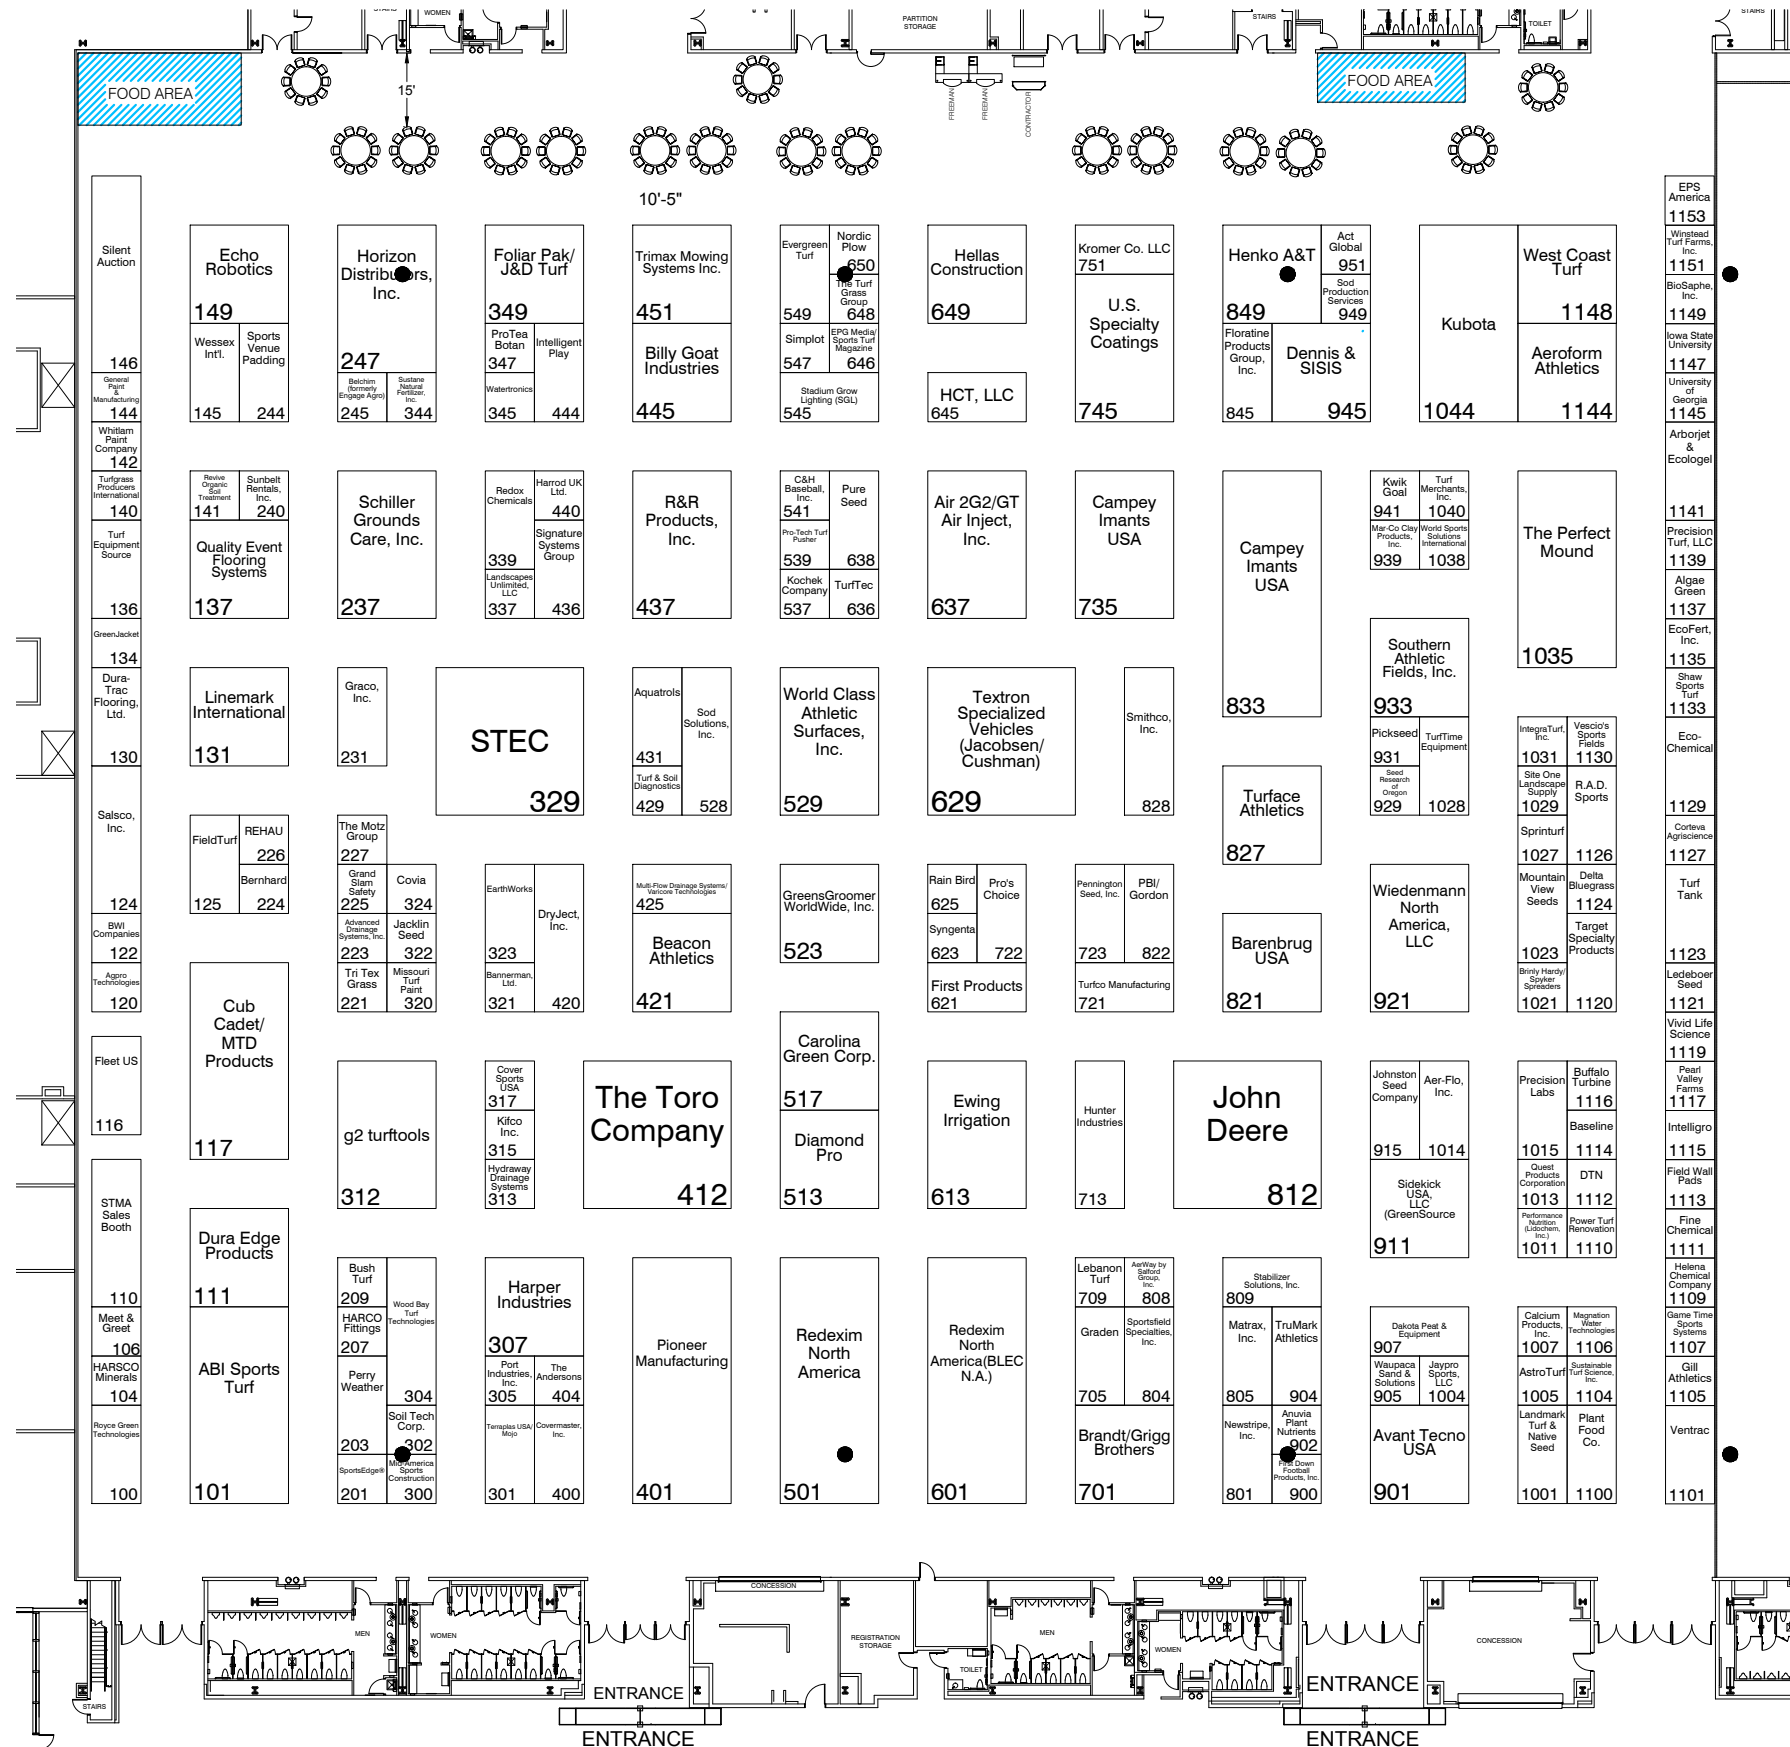 STAIRS
WOMEN
PARTITION
STORAGE
STAIRS
TOILET
STAIRS
FOOD AREA
15'
FREEMAN
FREEMAN
CONTRACTOR
FOOD AREA
10'-5"
Silent
Auction
146
General
Paint
&
Manufacturing
144
Whitlam
Paint
Company
142
Turfgrass
Producers
International
140
Turf
Equipment
Source
136
GreenJacket
134
Dura-
Trac
Flooring,
Ltd.
130
Salsco,
Inc.
124
BWI
Companies
122
Agpro
Technologies
120
Fleet US
116
STMA
Sales
Booth
110
Meet &
Greet
106
HARSCO
Minerals
104
Royce Green
Technologies
100
Echo
Robotics
149
Wessex
Int'l.
145
Sports
Venue
Padding
244
Revive
Organic
Soil
Treatment
141
Sunbelt
Rentals,
Inc.
240
Quality Event
Flooring
Systems
137
Linemark
International
131
FieldTurf
125
REHAU
226
Bernhard
224
Cub
Cadet/
MTD
Products
117
Dura Edge
Products
111
ABI Sports
Turf
101
Horizon
Distributors,
Inc.
247
Belchim
(formerly
Engage Agro)
245
Sustane
Natural
Fertilizer,
Inc.
344
Schiller
Grounds
Care, Inc.
237
Graco,
Inc.
231
STEC
329
The Motz
Group
227
Grand
Slam
Safety
225
Covia
324
Advanced
Drainage
Systems, Inc.
223
Jacklin
Seed
322
Tri Tex
Grass
221
Missouri
Turf
Paint
320
g2 turftools
312
Bush
Turf
209
Wood Bay
Turf
Technologies
304
HARCO
Fittings
207
Perry
Weather
203
Soil Tech
Corp.
302
SportsEdge®
201
Mid-America
Sports
Construction
300
Foliar Pak/
J&D Turf
349
ProTea
Botan
347
Intelligent
Play
444
Watertronics
345
Redox
Chemicals
339
Harrod UK
Ltd.
440
Signature
Systems
Group
436
Landscapes
Unlimited,
LLC
337
EarthWorks
323
DryJect,
Inc.
420
Bannerman,
Ltd.
321
Cover
Sports
USA
317
Kifco
Inc.
315
Hydraway
Drainage
Systems
313
Harper
Industries
307
Port
Industries,
Inc.
305
The
Andersons
404
Terraplas USA/
Mojo
301
Covermaster,
Inc.
400
Trimax Mowing
Systems Inc.
451
Billy Goat
Industries
445
R&R
Products,
Inc.
437
Aquatrols
431
Sod
Solutions,
Inc.
528
Turf & Soil
Diagnostics
429
Multi-Flow Drainage Systems/
Varicore Technologies
425
Beacon
Athletics
421
The Toro
Company
412
Pioneer
Manufacturing
401
Evergreen
Turf
549
Nordic
Plow
650
The Turf
Grass
Group
648
Simplot
547
EPG Media/
Sports Turf
Magazine
646
Stadium Grow
Lighting (SGL)
545
C&H
Baseball,
Inc.
541
Pure
Seed
638
Pro-Tech Turf
Pusher
539
Kochek
Company
537
TurfTec
636
World Class
Athletic
Surfaces,
Inc.
529
GreensGroomer
WorldWide, Inc.
523
Carolina
Green Corp.
517
Diamond
Pro
513
Redexim
North
America
501
Hellas
Construction
649
HCT, LLC
645
Air 2G2/GT
Air Inject,
Inc.
637
Textron
Specialized
Vehicles
(Jacobsen/
Cushman)
629
Rain Bird
625
Pro's
Choice
722
Syngenta
623
First Products
621
Ewing
Irrigation
613
Redexim
North
America(BLEC
N.A.)
601
Kromer Co. LLC
751
U.S.
Specialty
Coatings
745
Campey
Imants
USA
735
Smithco,
Inc.
828
Pennington
Seed, Inc.
723
PBI/
Gordon
822
Turfco Manufacturing
721
Hunter
Industries
713
Lebanon
Turf
709
AerWay by
Salford
Group,
Inc.
808
Graden
705
Sportsfield
Specialties,
Inc.
804
Brandt/Grigg
Brothers
701
Henko A&T
849
Act
Global
951
Sod
Production
Services
949
Floratine
Products
Group,
Inc.
845
Dennis &
SISIS
945
Campey
Imants
USA
833
Turface
Athletics
827
Barenbrug
USA
821
John
Deere
812
Stabilizer
Solutions, Inc.
809
Matrax,
Inc.
805
TruMark
Athletics
904
Newstripe,
Inc.
801
Anuvia
Plant
Nutrients
902
First Down
Football
Products, Inc.
900
Kubota
1044
Kwik
Goal
941
Turf
Merchants,
Inc.
1040
Mar-Co Clay
Products,
Inc.
939
World Sports
Solutions
International
1038
Southern
Athletic
Fields, Inc.
933
Pickseed
931
TurfTime
Equipment
1028
Seed
Research
of
Oregon
929
Wiedenmann
North
America,
LLC
921
Johnston
Seed
Company
915
Aer-Flo,
Inc.
1014
Sidekick
USA,
LLC
(GreenSource
911
Dakota Peat &
Equipment
907
Waupaca
Sand &
Solutions
905
Jaypro
Sports,
LLC
1004
Avant Tecno
USA
901
West Coast
Turf
1148
Aeroform
Athletics
1144
The Perfect
Mound
1035
IntegraTurf,
Inc.
1031
Vescio's
Sports
Fields
1130
Site One
Landscape
Supply
1029
R.A.D.
Sports
1126
Sprinturf
1027
Mountain
View
Seeds
1023
Delta
Bluegrass
1124
Target
Specialty
Products
1120
Brinly Hardy/
Spyker
Spreaders
1021
Precision
Labs
1015
Buffalo
Turbine
1116
Baseline
1114
Quest
Products
Corporation
1013
DTN
1112
Performance
Nutrition
(Lidochem,
Inc.)
1011
Power Turf
Renovation
1110
Calcium
Products,
Inc.
1007
Magnation
Water
Technologies
1106
AstroTurf
1005
Sustainable
Turf Science,
Inc.
1104
Landmark
Turf &
Native
Seed
1001
Plant
Food
Co.
1100
EPS
America
1153
Winstead
Turf Farms,
Inc.
1151
BioSaphe,
Inc.
1149
Iowa State
University
1147
University
of
Georgia
1145
Arborjet
&
Ecologel
1141
Precision
Turf, LLC
1139
Algae
Green
1137
EcoFert,
Inc.
1135
Shaw
Sports
Turf
1133
Eco-
Chemical
1129
Corteva
Agriscience
1127
Turf
Tank
1123
Ledeboer
Seed
1121
Vivid Life
Science
1119
Pearl
Valley
Farms
1117
Intelligro
1115
Field Wall
Pads
1113
Fine
Chemical
1111
Helena
Chemical
Company
1109
Game Time
Sports
Systems
1107
Gill
Athletics
1105
Ventrac
1101
STAIRS
MEN
WOMEN
CONCESSION
REGISTRATION
STORAGE
TOILET
MEN
WOMEN
CONCESSION
ENTRANCE
ENTRANCE
ENTRANCE
ENTRANCE